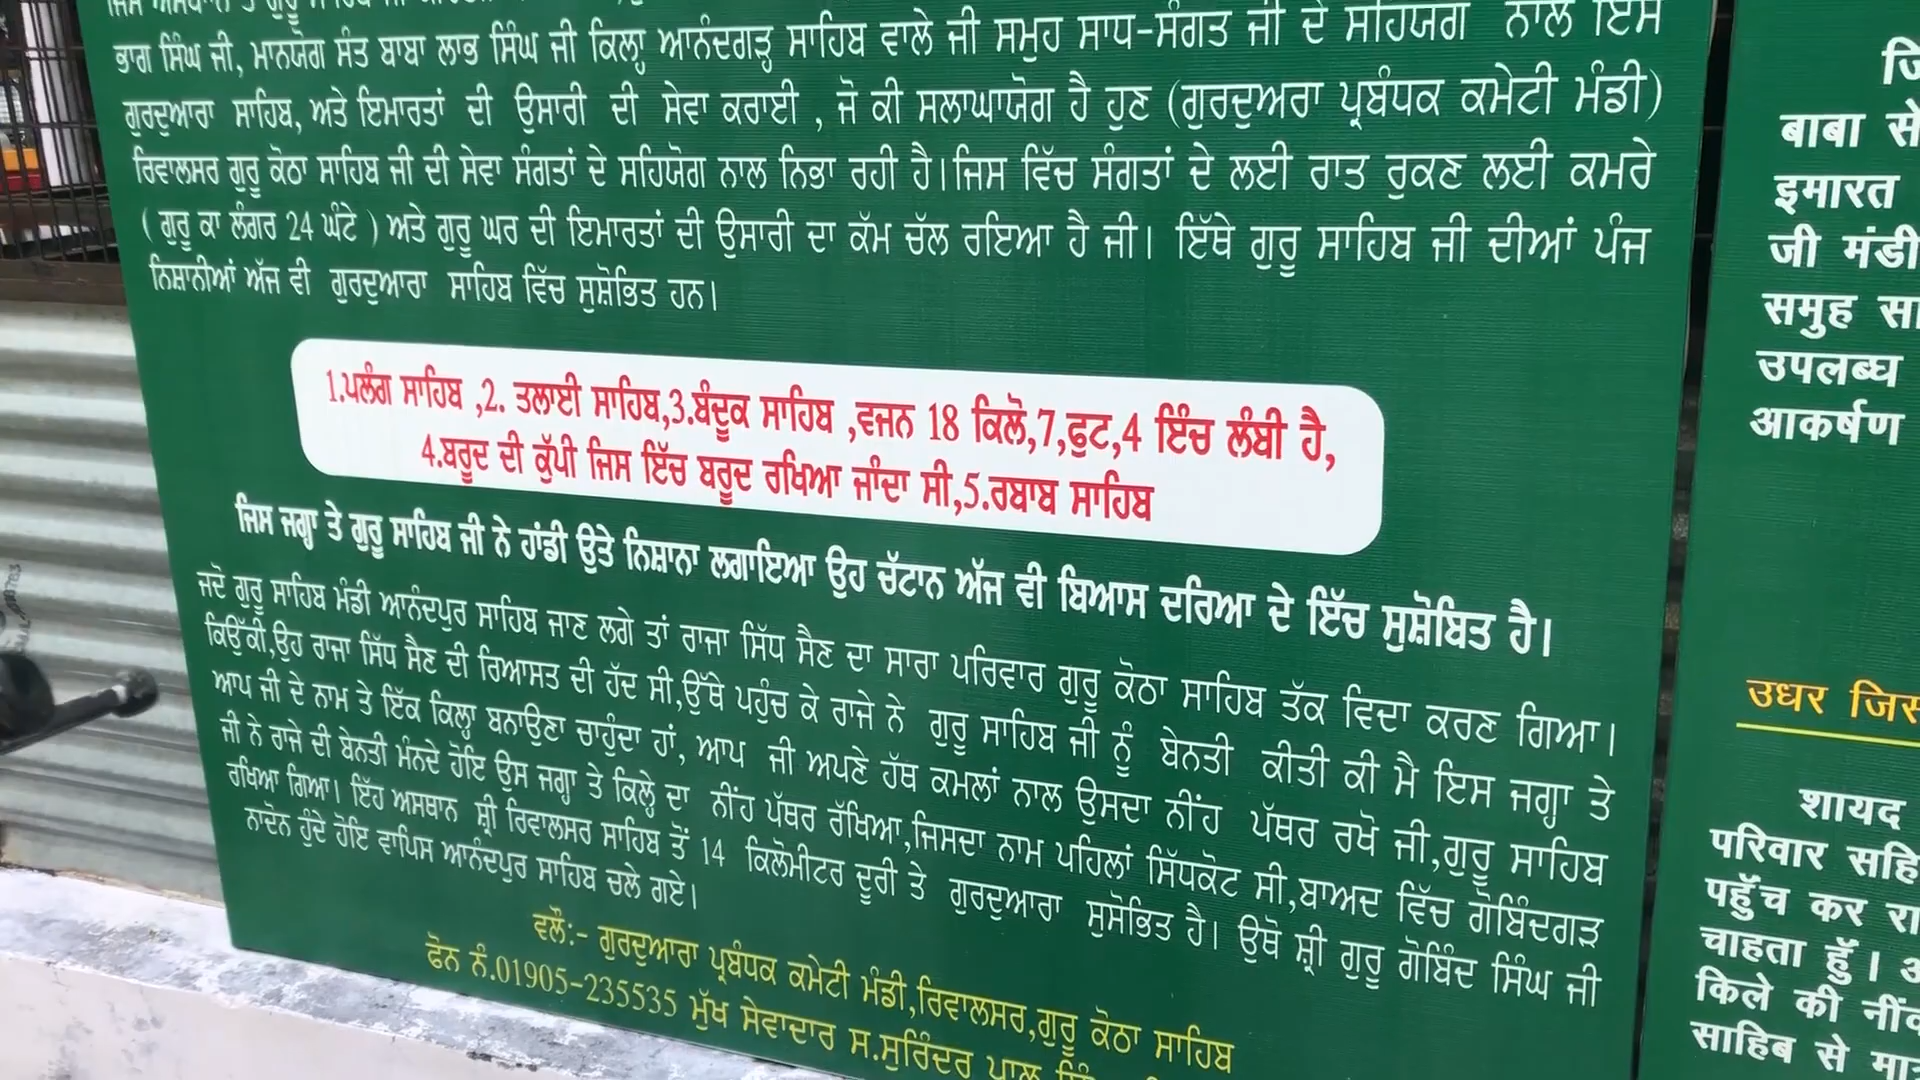 ਭਾਗ ਸਿੰਘ ਜੀ, ਮਾਨਯੋਗ ਸੰਤ ਬਾਬਾ ਲਾਭ ਸਿੰਘ ਜੀ ਕਿਲ੍ਹਾ ਆਨੰਦਗੜ੍ਹ ਸਾਹਿਬ ਵਾਲੇ ਜੀ ਸਮੂਹ ਸਾਧ-ਸੰਗਤ ਜੀ ਦੇ ਸਹਿਯੋਗ ਨਾਲ ਇਸ
ਗੁਰਦੁਆਰਾ ਸਾਹਿਬ, ਅਤੇ ਇਮਾਰਤਾਂ ਦੀ ਉਸਾਰੀ ਦੀ ਸੇਵਾ ਕਰਾਈ , ਜੋ ਕੀ ਸਲਾਘਾਯੋਗ ਹੈ ਹੁਣ (ਗੁਰਦੁਅਰਾ ਪ੍ਰਬੰਧਕ ਕਮੇਟੀ ਮੰਡੀ)
ਰਿਵਾਲਸਰ ਗੁਰੂ ਕੋਠਾ ਸਾਹਿਬ ਜੀ ਦੀ ਸੇਵਾ ਸੰਗਤਾਂ ਦੇ ਸਹਿਯੋਗ ਨਾਲ ਨਿਭਾ ਰਹੀ ਹੈ।ਜਿਸ ਵਿੱਚ ਸੰਗਤਾਂ ਦੇ ਲਈ ਰਾਤ ਰੁਕਣ ਲਈ ਕਮਰੇ
( ਗੁਰੂ ਕਾ ਲੰਗਰ 24 ਘੰਟੇ ) ਅਤੇ ਗੁਰੂ ਘਰ ਦੀ ਇਮਾਰਤਾਂ ਦੀ ਉਸਾਰੀ ਦਾ ਕੰਮ ਚੱਲ ਰਇਆ ਹੈ ਜੀ। ਇੱਥੇ ਗੁਰੂ ਸਾਹਿਬ ਜੀ ਦੀਆਂ ਪੰਜ
ਨਿਸ਼ਾਨੀਆਂ ਅੱਜ ਵੀ ਗੁਰਦੁਆਰਾ ਸਾਹਿਬ ਵਿੱਚ ਸੁਸ਼ੋਭਿਤ ਹਨ।
1.ਪਲੰਗ ਸਾਹਿਬ ,2. ਤਲਾਈ ਸਾਹਿਬ,3.ਬੰਦੂਕ ਸਾਹਿਬ ,ਵਜਨ 18 ਕਿਲੋ,7,ਫੁਟ,4 ਇੰਚ ਲੰਬੀ ਹੈ,
4.ਬਰੂਦ ਦੀ ਕੁੱਪੀ ਜਿਸ ਇੱਚ ਬਰੂਦ ਰਖਿਆ ਜਾਂਦਾ ਸੀ,5.ਰਬਾਬ ਸਾਹਿਬ
ਜਿਸ ਜਗ੍ਹਾ ਤੇ ਗੁਰੂ ਸਾਹਿਬ ਜੀ ਨੇ ਹਾਂਡੀ ਉਤੇ ਨਿਸ਼ਾਨਾ ਲਗਾਇਆ ਉਹ ਚੱਟਾਨ ਅੱਜ ਵੀ ਬਿਆਸ ਦਰਿਆ ਦੇ ਇੱਚ ਸੁਸ਼ੋਬਿਤ ਹੈ।
ਜਦੋ ਗੁਰੂ ਸਾਹਿਬ ਮੰਡੀ ਆਨੰਦਪੁਰ ਸਾਹਿਬ ਜਾਣ ਲਗੇ ਤਾਂ ਰਾਜਾ ਸਿੱਧ ਸੈਣ ਦਾ ਸਾਰਾ ਪਰਿਵਾਰ ਗੁਰੂ ਕੋਠਾ ਸਾਹਿਬ ਤੱਕ ਵਿਦਾ ਕਰਣ ਗਿਆ।
ਕਿਉਂਕੀ,ਉਹ ਰਾਜਾ ਸਿੱਧ ਸੈਣ ਦੀ ਰਿਆਸਤ ਦੀ ਹੱਦ ਸੀ,ਉੱਥੇ ਪਹੁੰਚ ਕੇ ਰਾਜੇ ਨੇ ਗੁਰੂ ਸਾਹਿਬ ਜੀ ਨੂੰ ਬੇਨਤੀ ਕੀਤੀ ਕੀ ਮੈ ਇਸ ਜਗ੍ਹਾ ਤੇ
ਆਪ ਜੀ ਦੇ ਨਾਮ ਤੇ ਇੱਕ ਕਿਲ੍ਹਾ ਬਨਾਉਣਾ ਚਾਹੁੰਦਾ ਹਾਂ, ਆਪ ਜੀ ਅਪਣੇ ਹੱਥ ਕਮਲਾਂ ਨਾਲ ਉਸਦਾ ਨੀਂਹ ਪੱਥਰ ਰਖੋ ਜੀ,ਗੁਰੂ ਸਾਹਿਬ
ਜੀ ਨੇ ਰਾਜੇ ਦੀ ਬੇਨਤੀ ਮੰਨਦੇ ਹੋਇ ਉਸ ਜਗ੍ਹਾ ਤੇ ਕਿਲ੍ਹੇ ਦਾ ਨੀਂਹ ਪੱਥਰ ਰੱਖਿਆ,ਜਿਸਦਾ ਨਾਮ ਪਹਿਲਾਂ ਸਿੱਧਕੋਟ ਸੀ,ਬਾਅਦ ਵਿੱਚ ਗੋਬਿੰਦਗੜ
ਰਖਿਆ ਗਿਆ। ਇੰਹ ਅਸਥਾਨ ਸ਼੍ਰੀ ਰਿਵਾਲਸਰ ਸਾਹਿਬ ਤੋਂ 14 ਕਿਲੋਮੀਟਰ ਦੂਰੀ ਤੇ ਗੁਰਦੁਆਰਾ ਸੁਸੋਭਿਤ ਹੈ। ਉਥੋ ਸ਼੍ਰੀ ਗੁਰੂ ਗੋਬਿੰਦ ਸਿੰਘ ਜੀ
ਨਾਦੋਨ ਹੁੰਦੇ ਹੋਇ ਵਾਪਿਸ ਆਨੰਦਪੁਰ ਸਾਹਿਬ ਚਲੇ ਗਏ।
ਵਲੋਂ:- ਗੁਰਦੁਆਰਾ ਪ੍ਰਬੰਧਕ ਕਮੇਟੀ ਮੰਡੀ,ਰਿਵਾਲਸਰ,ਗੁਰੂ ਕੋਠਾ ਸਾਹਿਬ
ਫੋਨ ਨੰ.01905-235535 ਮੁੱਖ ਸੇਵਾਦਾਰ ਸ.ਸੁਰਿੰਦਰ ਪਾਲ
बाबा से
इमारत
जी मंडी
समुह सा
उपलब्ध
आकर्षण
उधर जिस
शायद
परिवार सहि
पहुँच कर रा
चाहता हुँ।
किले की नींव
साहिब से मा